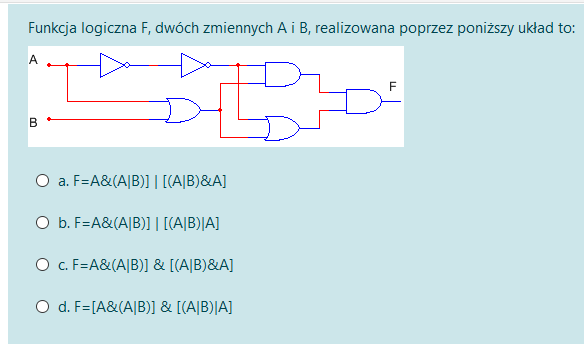 Funkcja logiczna F, dwóch zmiennych A i B, realizowana poprzez poniższy układ to:
A
F
B
a. F=A&(A|B)] | [(A|B)&A]
b. F=A&(A|B)] | [(A|B)|A]
c. F=A&(A|B)] & [(A|B)&A]
d. F=[A&(A|B)] & [(A|B)|A]